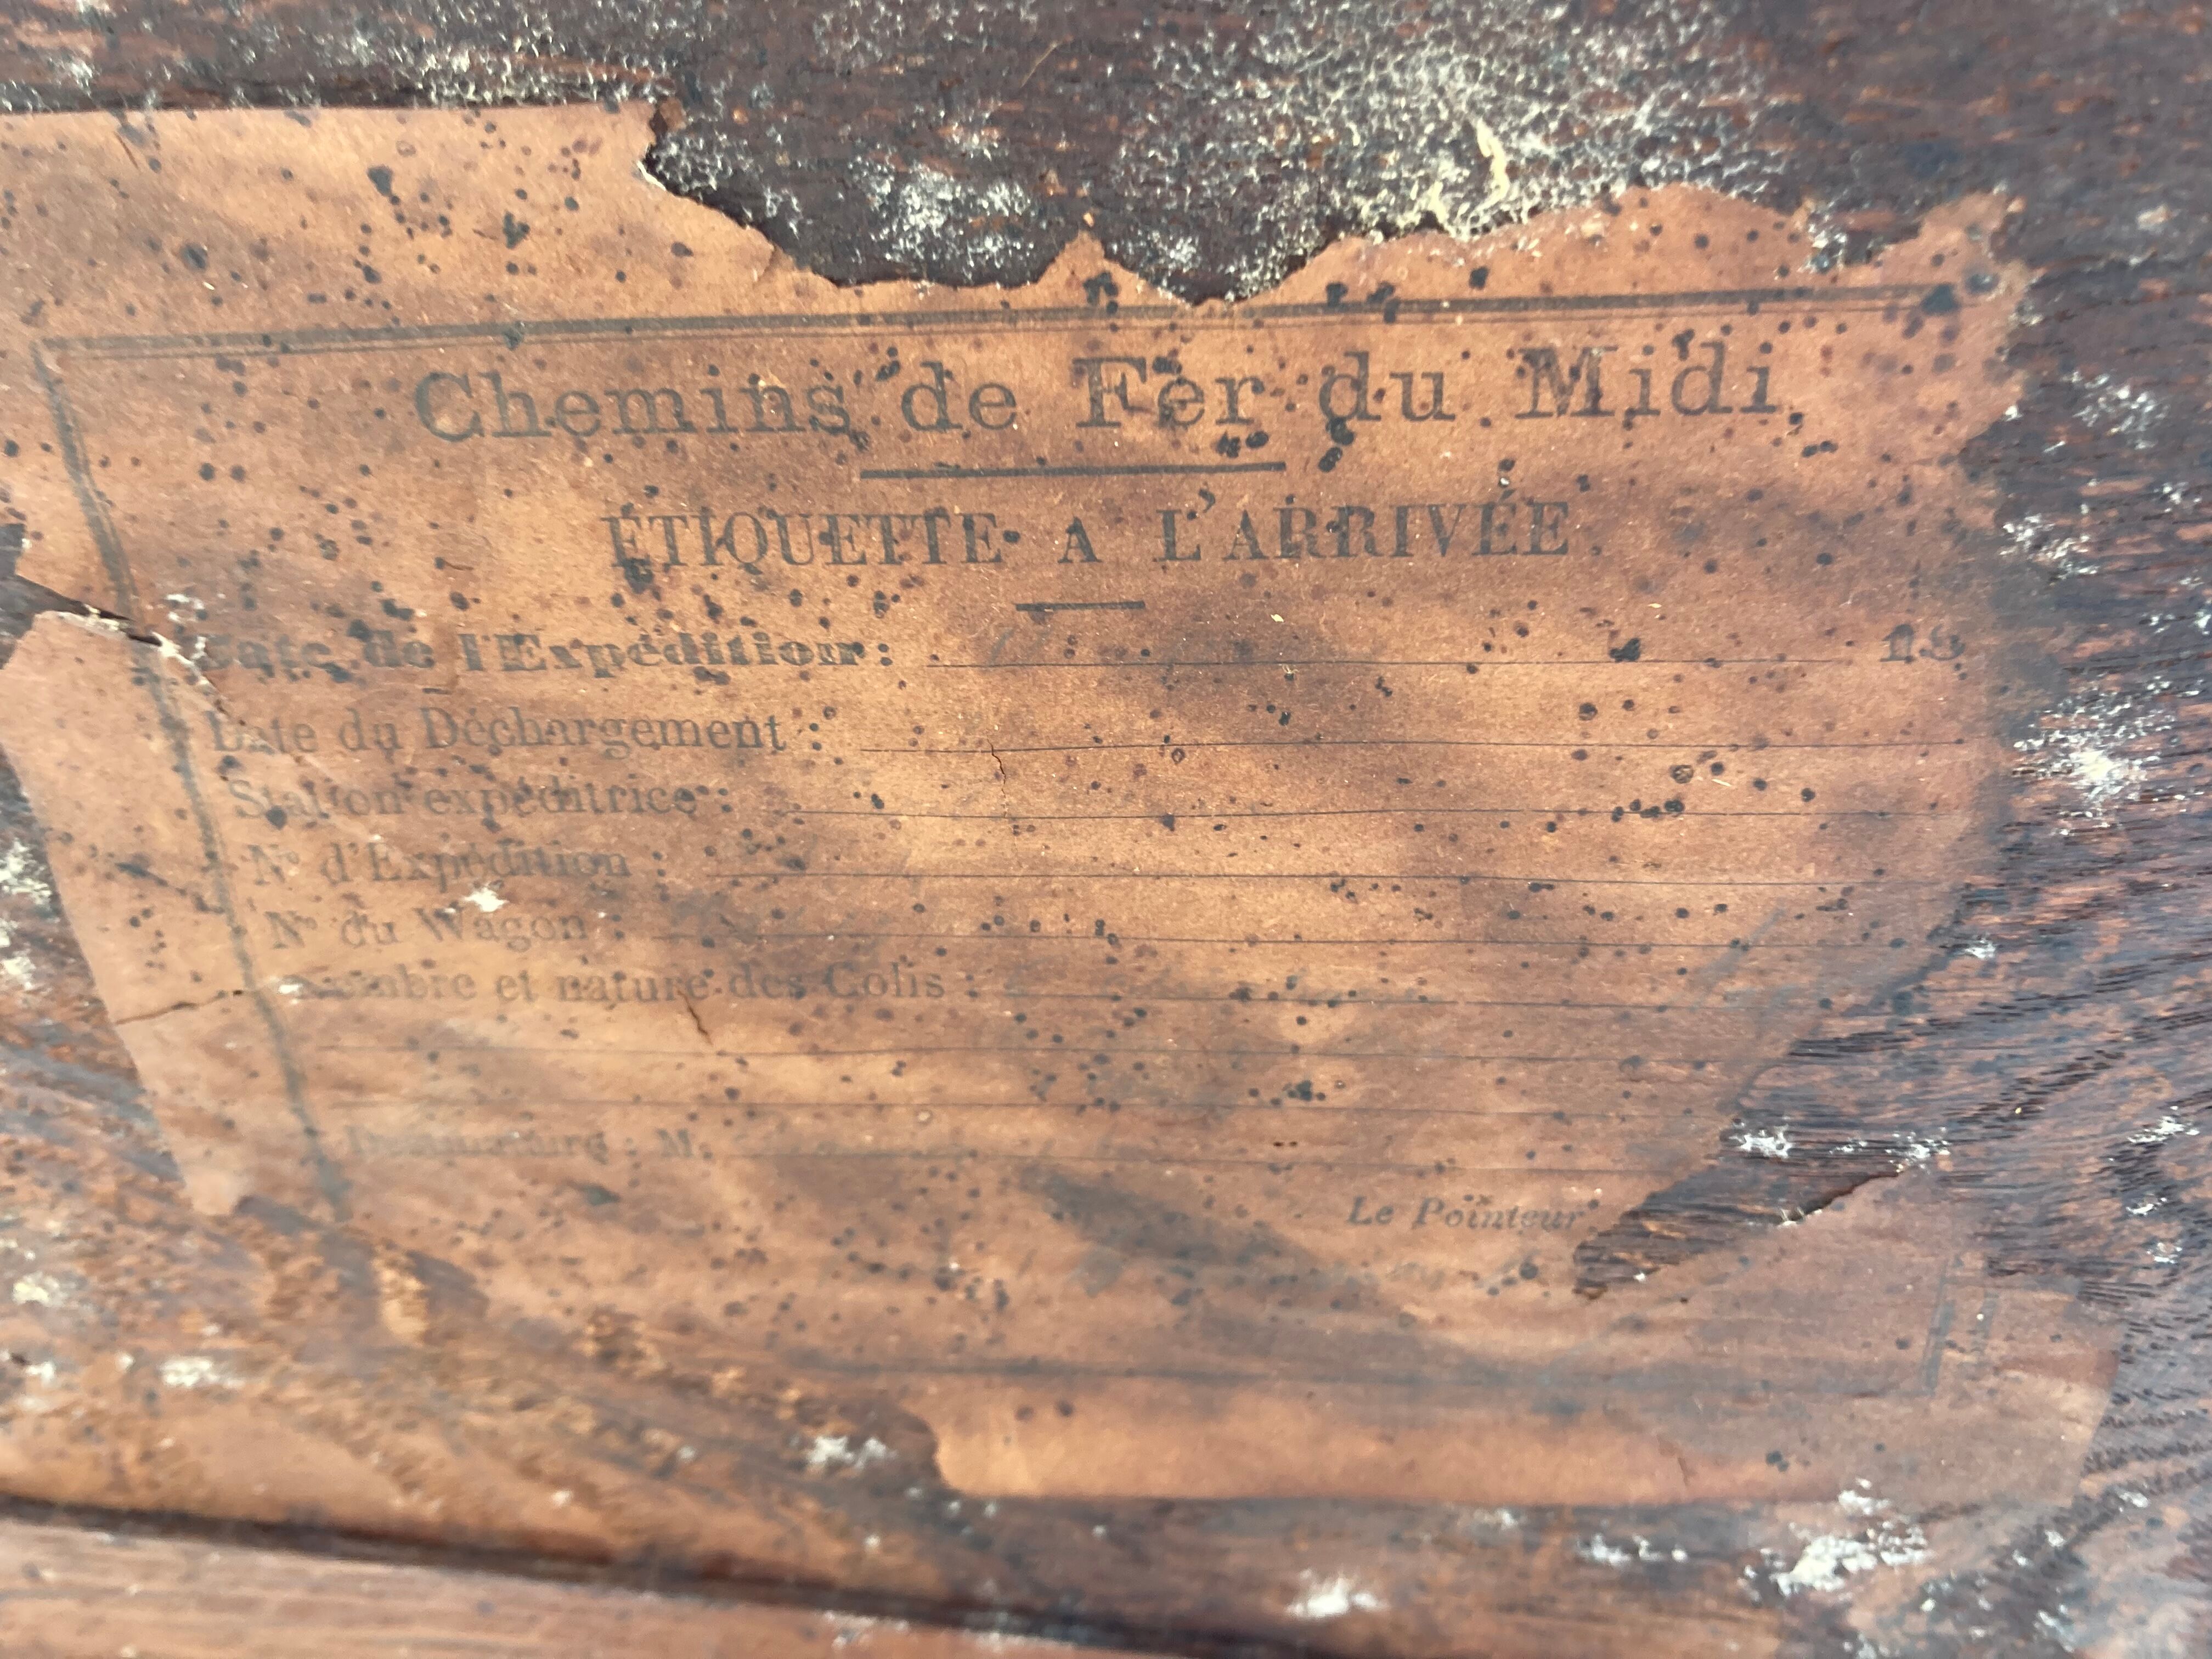 Chemins de Fer du Midi
ÉTIQUETTE A L'ARRIVÉE
Date de l'Expédition : 18
Date du Déchargement :
Station expéditrice :
N° d'Expédition :
N° du Wagon :
Nombre et nature des Colis :
Destinataire : M.
Le Pointeur